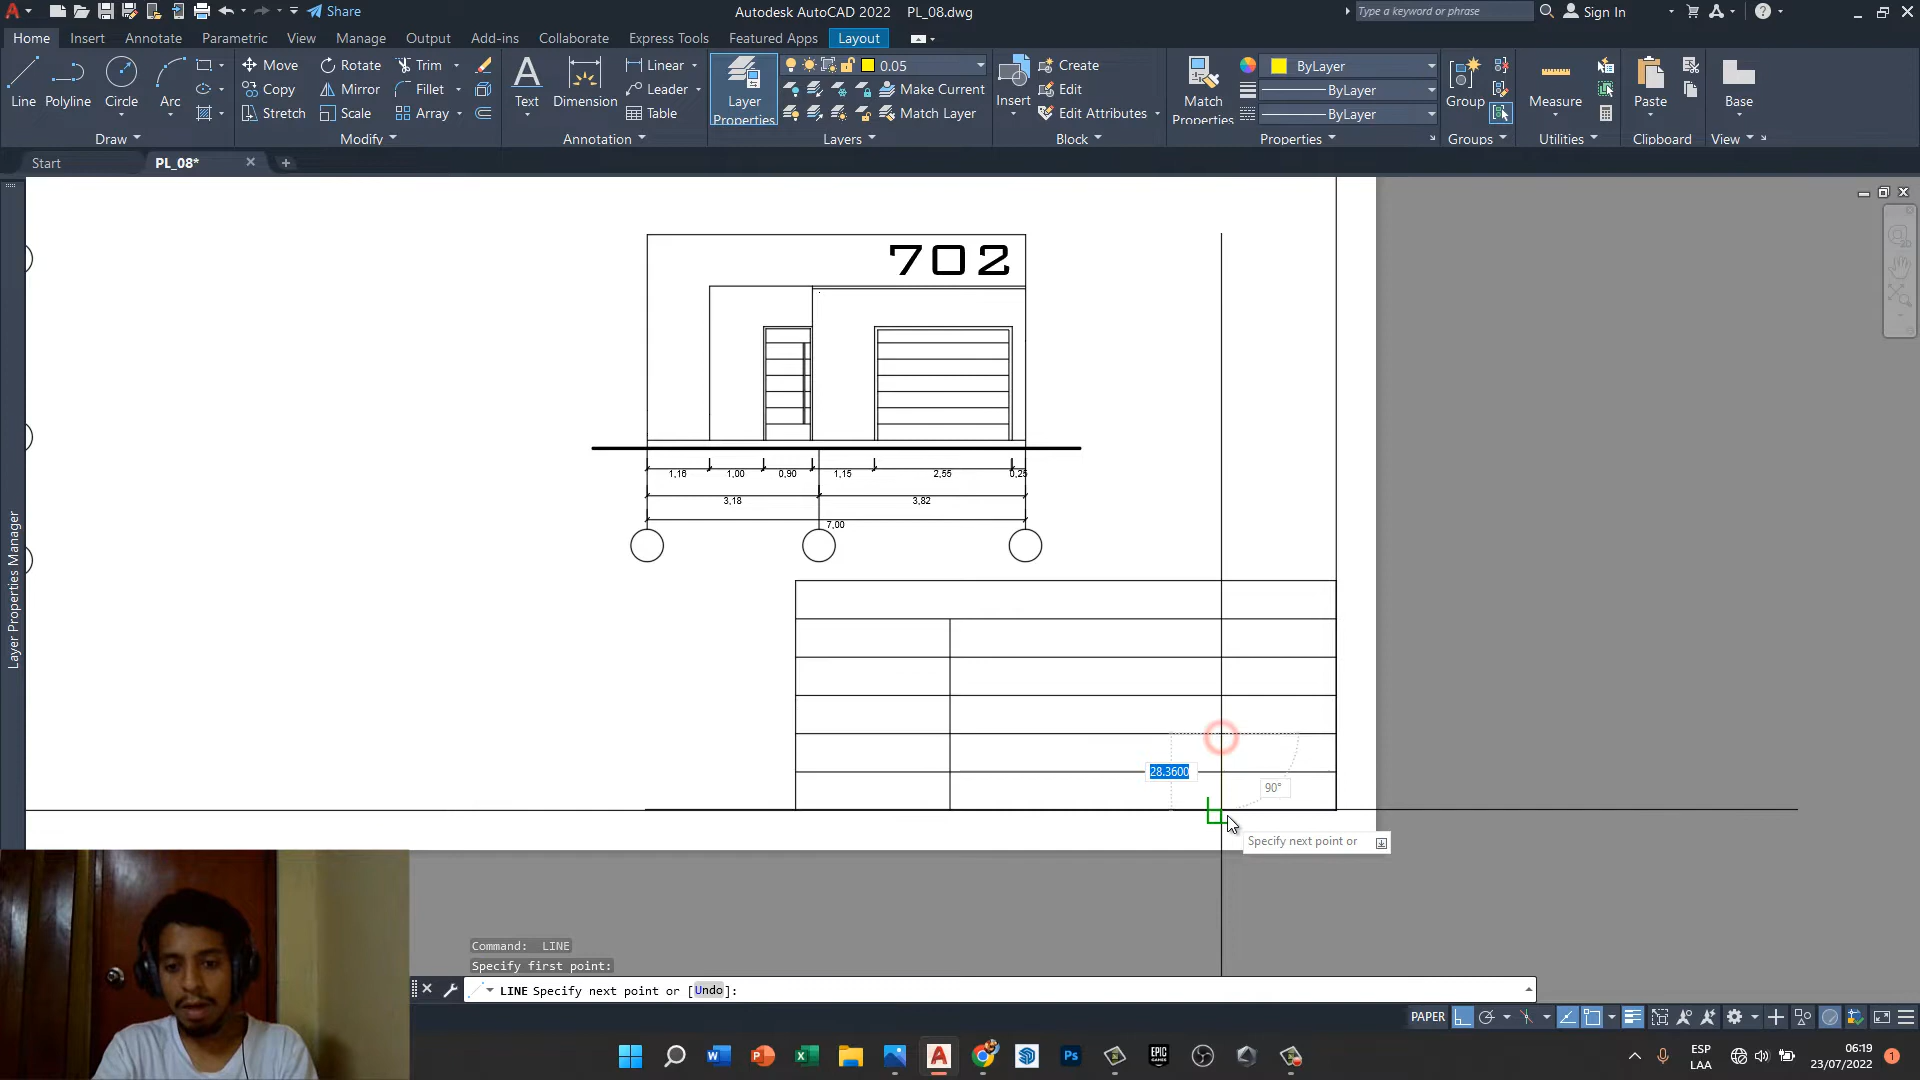 Share
Autodesk AutoCAD 2022 PL_08.dwg
Type a keyword or phrase
Sign In
Home Insert Annotate Parametric View Manage Output Add-ins Collaborate Express Tools Featured Apps Layout
Line Polyline Circle Arc
Move Rotate Trim
Copy Mirror Fillet
Stretch Scale Array
Text Dimension
Linear
Leader
Table
Layer Properties
0.05
Make Current
Match Layer
Insert
Create
Edit
Edit Attributes
Match Properties
ByLayer
ByLayer
ByLayer
Group
Measure
Paste
Base
Draw Modify Annotation Layers Block Properties Groups Utilities Clipboard View
Start PL_08*
702
1,16 1,00 0,90 1,15 2,55 0,25
3,18 3,82
7,00
Layer Properties Manager
28.3600
90°
Specify next point or
Command: LINE
Specify first point:
LINE Specify next point or [Undo]:
PAPER
ESP
LAA
06:19
23/07/2022
1